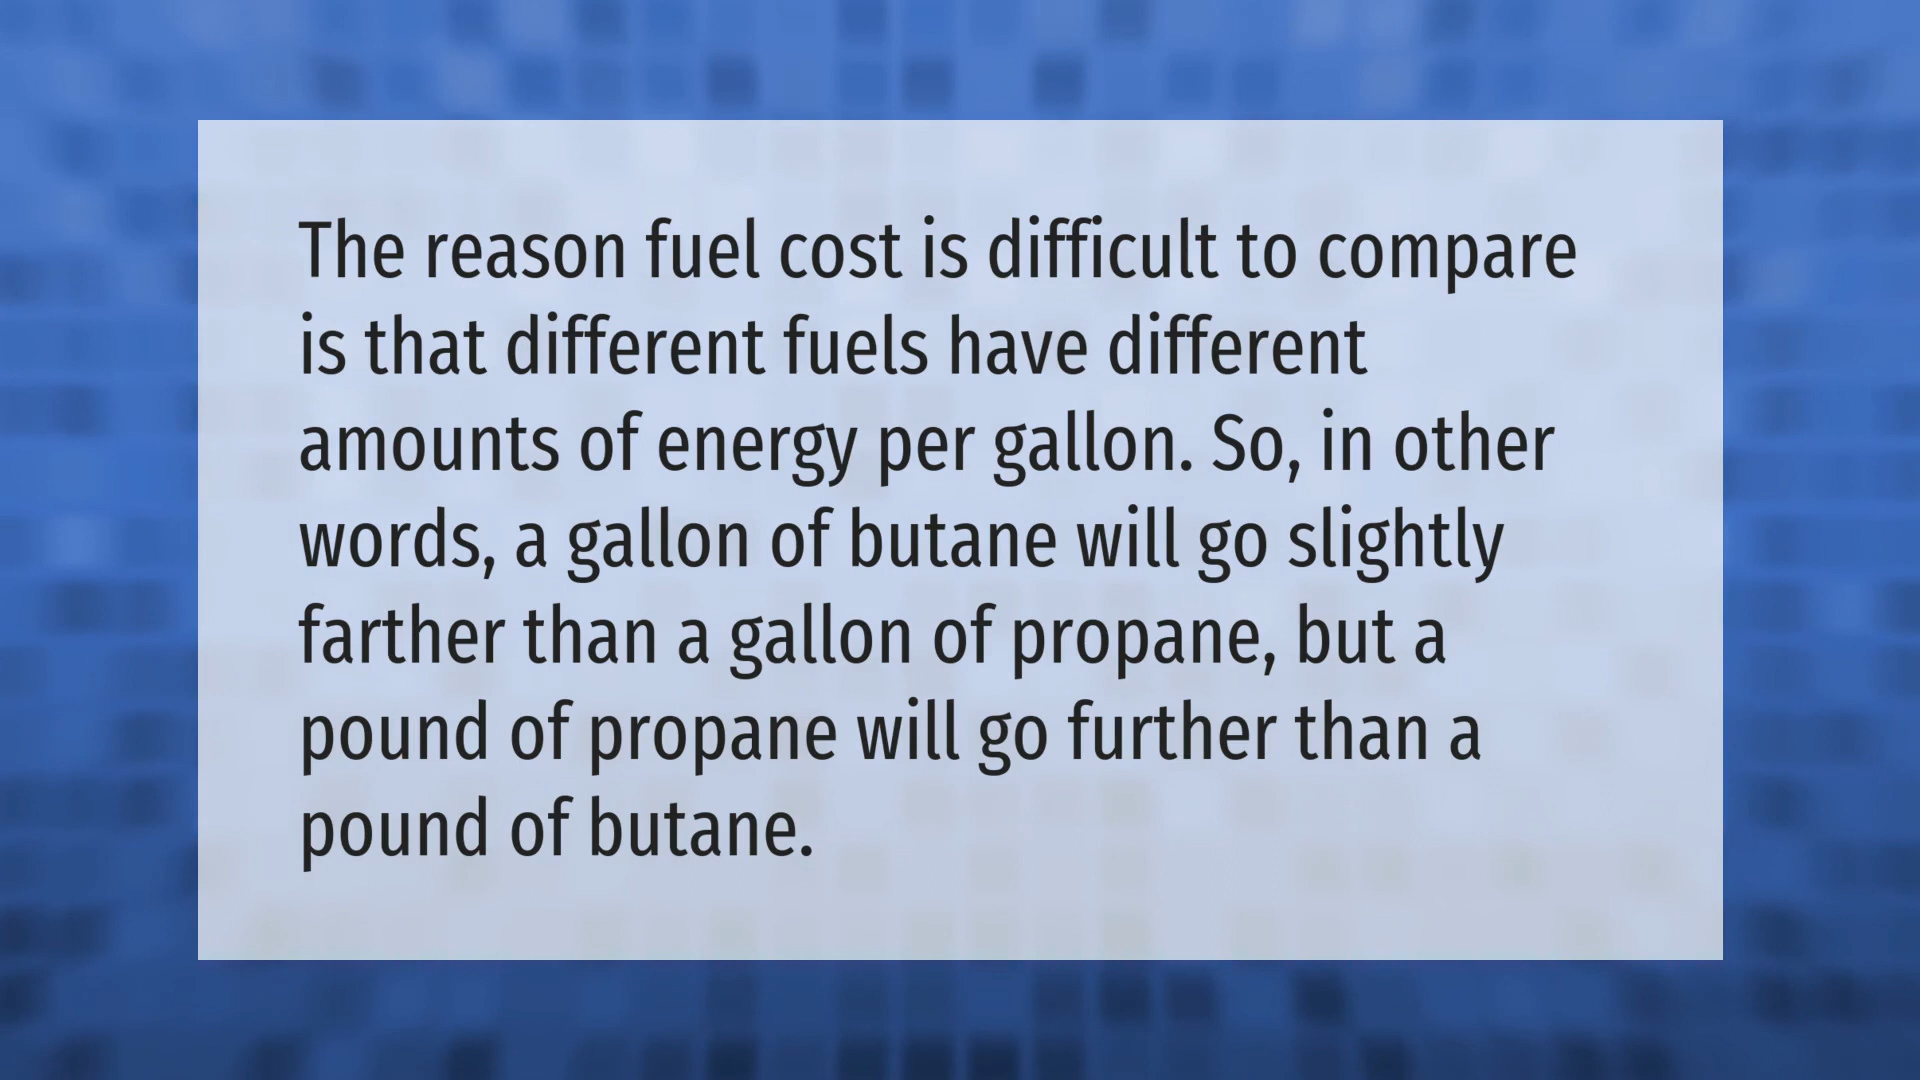 The reason fuel cost is difficult to compare
is that different fuels have different
amounts of energy per gallon. So, in other
words, a gallon of butane will go slightly
farther than a gallon of propane, but a
pound of propane will go further than a
pound of butane.